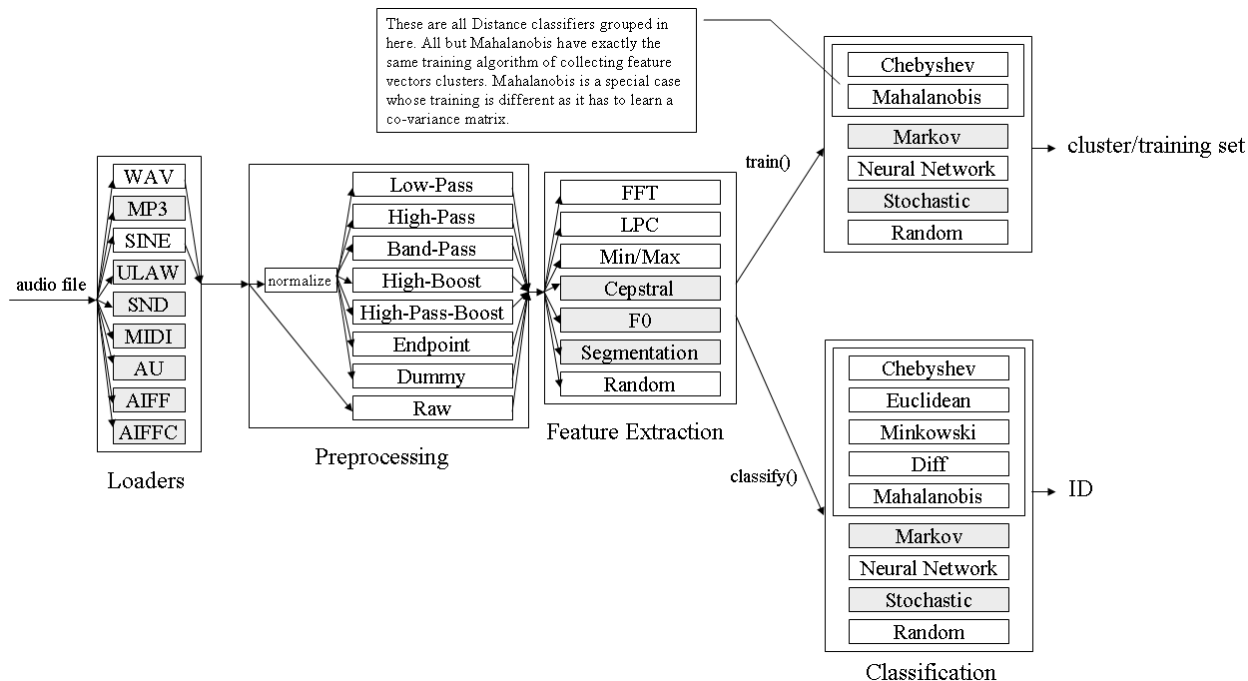 These are all Distance classifiers grouped in
here. All but Mahalanobis have exactly the
same training algorithm of collecting feature
vectors clusters. Mahalanobis is a special case
whose training is different as it has to learn a
co-variance matrix.
audio file
WAV
MP3
SINE
ULAW
SND
MIDI
AU
AIFF
AIFFC
Loaders
normalize
Low-Pass
High-Pass
Band-Pass
High-Boost
High-Pass-Boost
Endpoint
Dummy
Raw
Preprocessing
FFT
LPC
Min/Max
Cepstral
F0
Segmentation
Random
Feature Extraction
train()
Chebyshev
Mahalanobis
Markov
Neural Network
Stochastic
Random
cluster/training set
classify()
Chebyshev
Euclidean
Minkowski
Diff
Mahalanobis
Markov
Neural Network
Stochastic
Random
ID
Classification